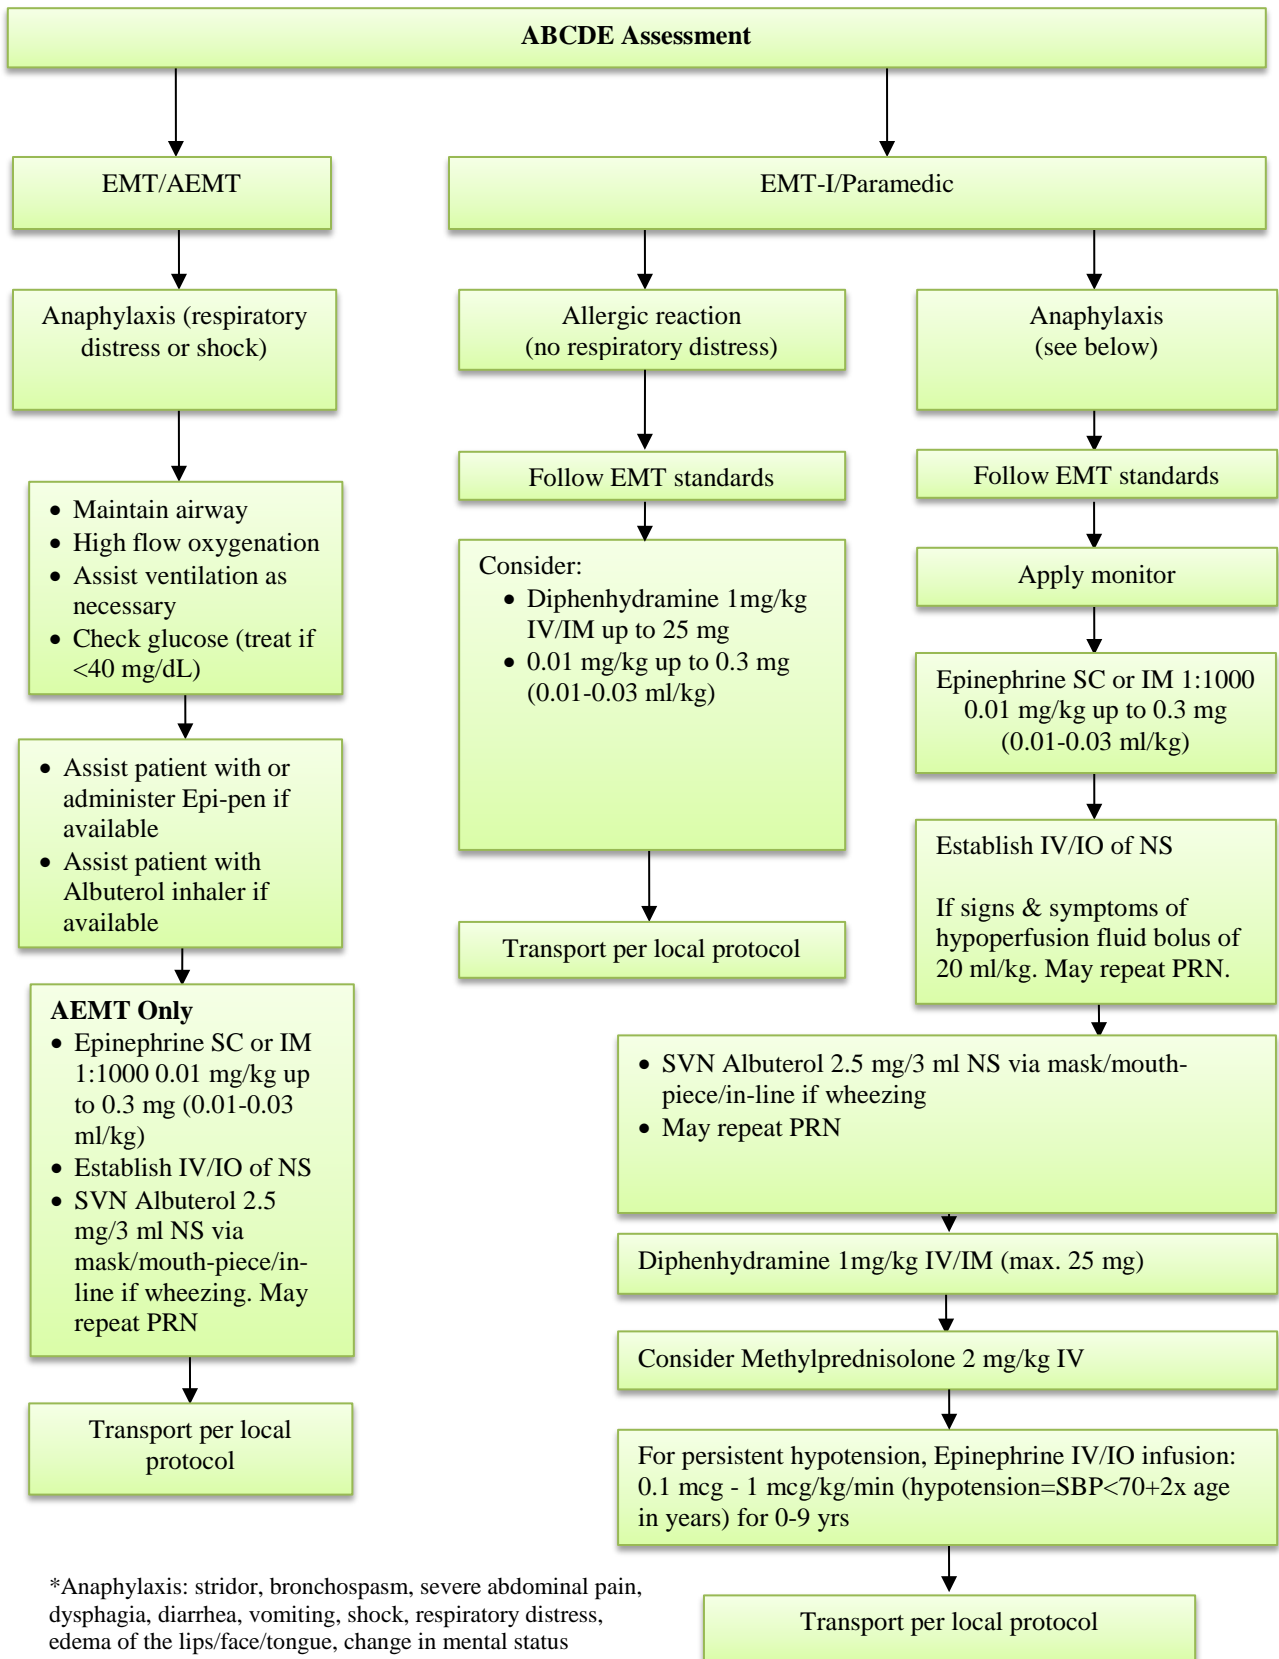 ABCDE Assessment
EMT/AEMT
Anaphylaxis (respiratory
distress or shock)
• Maintain airway
• High flow oxygenation
• Assist ventilation as
necessary
• Check glucose (treat if
<40 mg/dL)
• Assist patient with or
administer Epi-pen if
available
• Assist patient with
Albuterol inhaler if
available
AEMT Only
• Epinephrine SC or IM
1:1000 0.01 mg/kg up
to 0.3 mg (0.01-0.03
ml/kg)
• Establish IV/IO of NS
• SVN Albuterol 2.5
mg/3 ml NS via
mask/mouth-piece/in-
line if wheezing. May
repeat PRN
Transport per local
protocol
EMT-I/Paramedic
Allergic reaction
(no respiratory distress)
Follow EMT standards
Consider:
• Diphenhydramine 1mg/kg
IV/IM up to 25 mg
• 0.01 mg/kg up to 0.3 mg
(0.01-0.03 ml/kg)
Transport per local protocol
Anaphylaxis
(see below)
Follow EMT standards
Apply monitor
Epinephrine SC or IM 1:1000
0.01 mg/kg up to 0.3 mg
(0.01-0.03 ml/kg)
Establish IV/IO of NS
If signs & symptoms of
hypoperfusion fluid bolus of
20 ml/kg. May repeat PRN.
• SVN Albuterol 2.5 mg/3 ml NS via mask/mouth-
piece/in-line if wheezing
• May repeat PRN
Diphenhydramine 1mg/kg IV/IM (max. 25 mg)
Consider Methylprednisolone 2 mg/kg IV
For persistent hypotension, Epinephrine IV/IO infusion:
0.1 mcg - 1 mcg/kg/min (hypotension=SBP<70+2x age
in years) for 0-9 yrs
Transport per local protocol
*Anaphylaxis: stridor, bronchospasm, severe abdominal pain,
dysphagia, diarrhea, vomiting, shock, respiratory distress,
edema of the lips/face/tongue, change in mental status